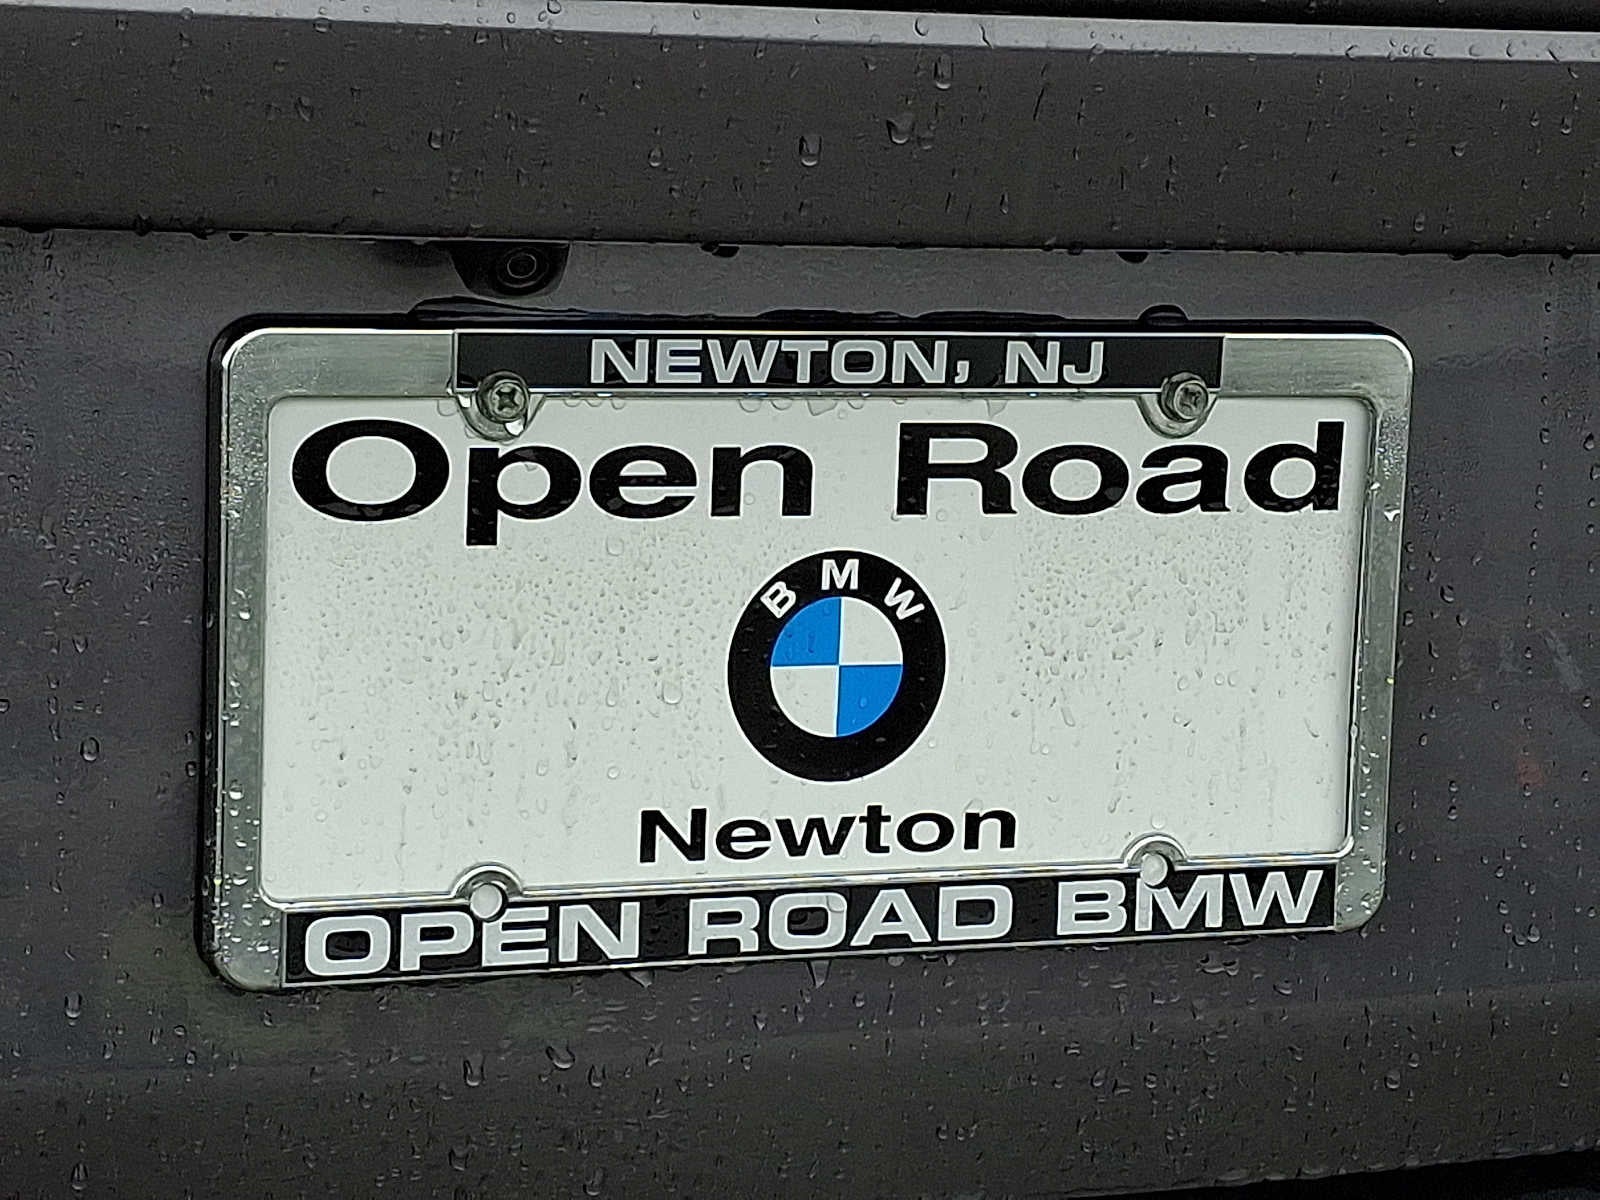 NEWTON, NJ
Open Road
BMW
Newton
OPEN ROAD BMW